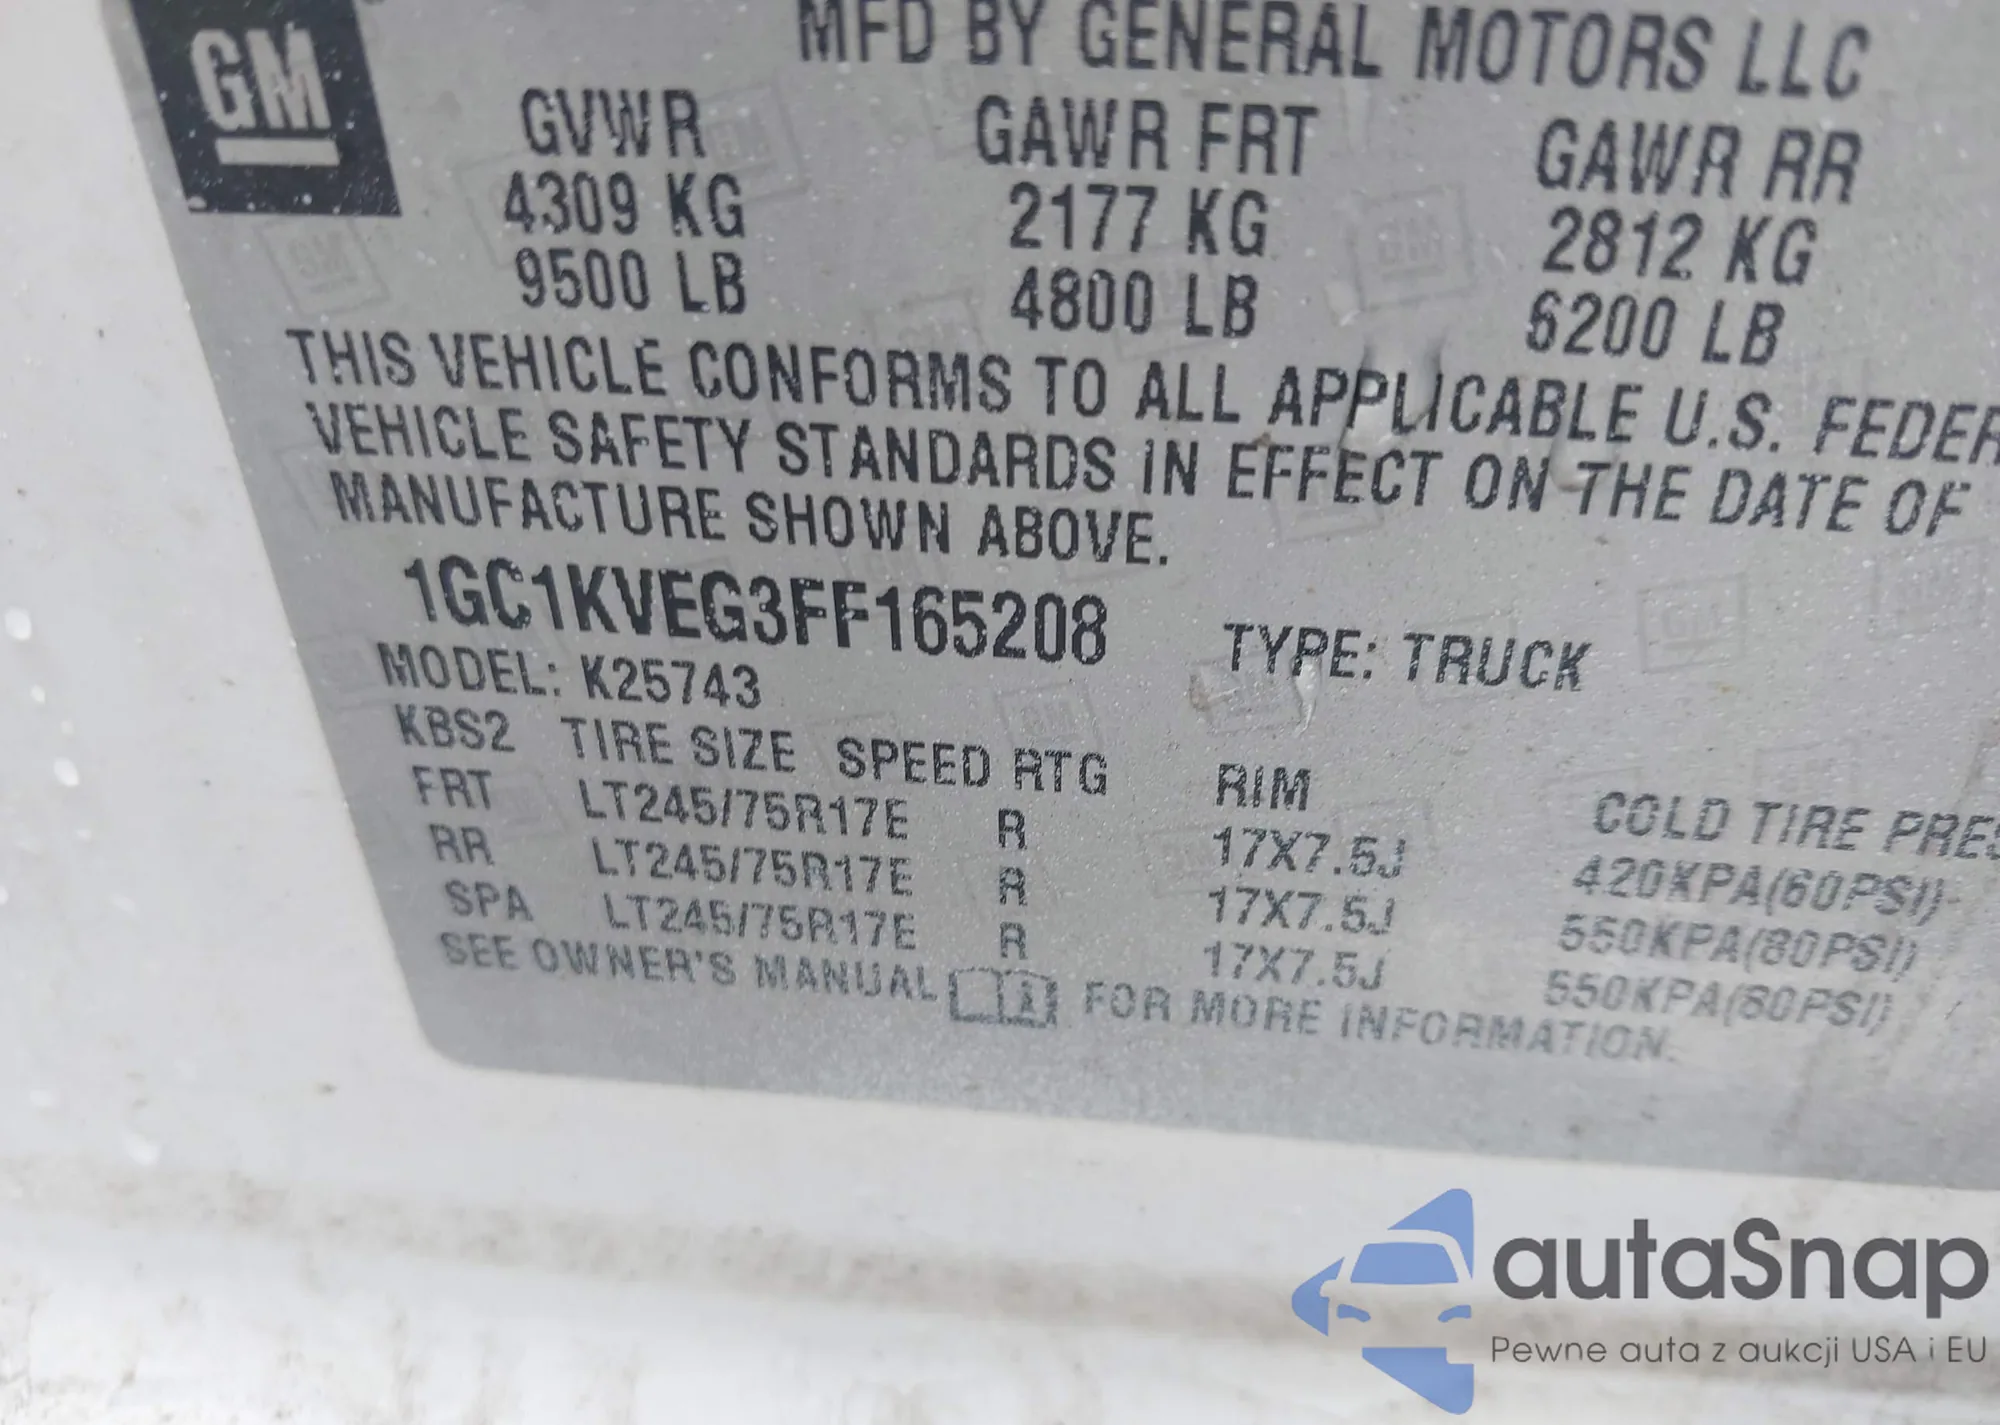 GM
MFD BY GENERAL MOTORS LLC
GVWR GAWR FRT GAWR RR
4309 KG 2177 KG 2812 KG
9500 LB 4800 LB 6200 LB
THIS VEHICLE CONFORMS TO ALL APPLICABLE U.S. FEDER
VEHICLE SAFETY STANDARDS IN EFFECT ON THE DATE OF
MANUFACTURE SHOWN ABOVE.
1GC1KVEG3FF165208 TYPE: TRUCK
MODEL: K25743
KBS2 TIRE SIZE SPEED RTG RIM COLD TIRE PRES
FRT LT245/75R17E R 17X7.5J 420KPA(60PSI)
RR LT245/75R17E R 17X7.5J 550KPA(80PSI)
SPA LT245/75R17E R 17X7.5J 550KPA(80PSI)
SEE OWNER'S MANUAL FOR MORE INFORMATION.
autaSnap
Pewne auta z aukcji USA i EU